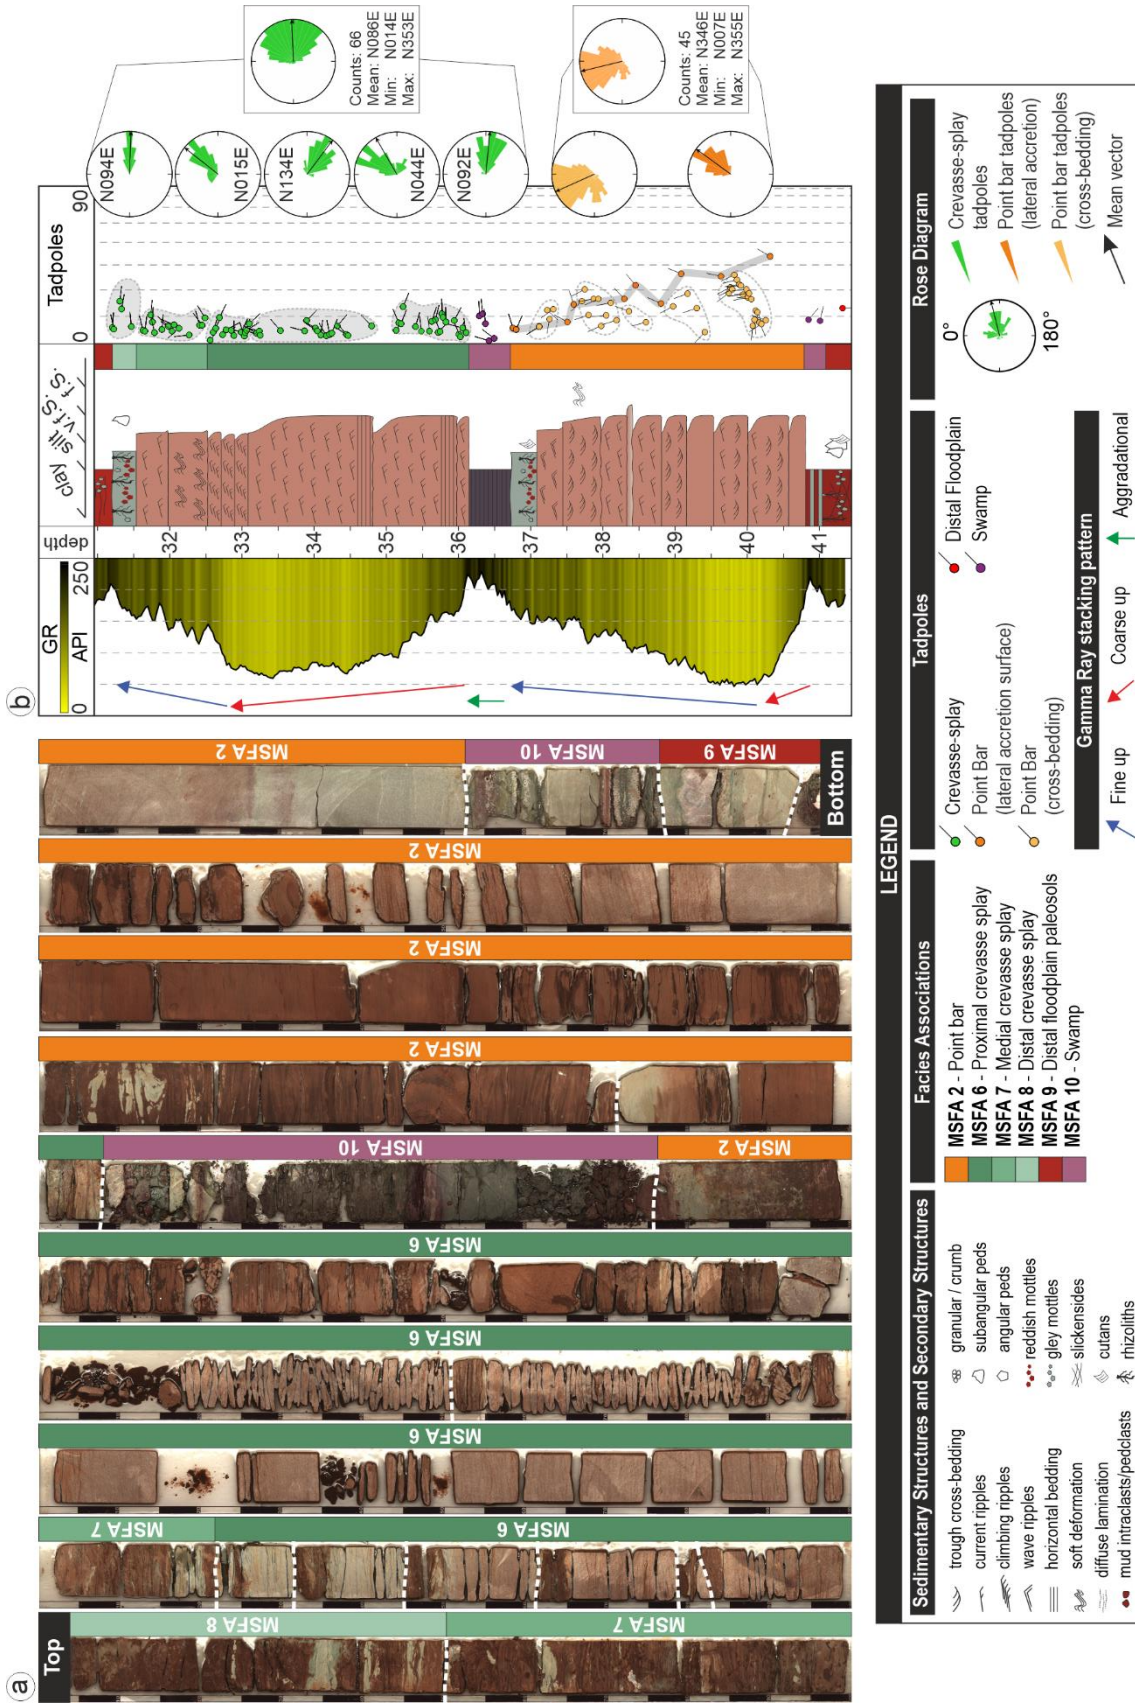 a
Top
MSFA 8
MSFA 7
MSFA 7
MSFA 6
MSFA 6
MSFA 6
MSFA 6
MSFA 10
MSFA 2
MSFA 2
MSFA 2
MSFA 2
MSFA 2
MSFA 10
MSFA 9
Bottom
b
GR
0 API 250
depth
clay silt v.f.S. f.S.
Tadpoles
0 90
32
33
34
35
36
37
38
39
40
41
N094E
N015E
N134E
N044E
N092E
Counts: 66
Mean: N086E
Min: N014E
Max: N353E
Counts: 45
Mean: N346E
Min: N007E
Max: N355E
LEGEND
Sedimentary Structures and Secondary Structures
trough cross-bedding
current ripples
climbing ripples
wave ripples
horizontal bedding
soft deformation
diffuse lamination
mud intraclasts/pedclasts
granular / crumb
subangular peds
angular peds
reddish mottles
gley mottles
slickensides
cutans
rhizoliths
Facies Associations
MSFA 2 - Point bar
MSFA 6 - Proximal crevasse splay
MSFA 7 - Medial crevasse splay
MSFA 8 - Distal crevasse splay
MSFA 9 - Distal floodplain paleosols
MSFA 10 - Swamp
Tadpoles
Crevasse-splay
Point Bar
(lateral accretion surface)
Point Bar
(cross-bedding)
Distal Floodplain
Swamp
Gamma Ray stacking pattern
Fine up
Coarse up
Aggradational
Rose Diagram
0°
180°
Crevasse-splay
tadpoles
Point bar tadpoles
(lateral accretion)
Point bar tadpoles
(cross-bedding)
Mean vector